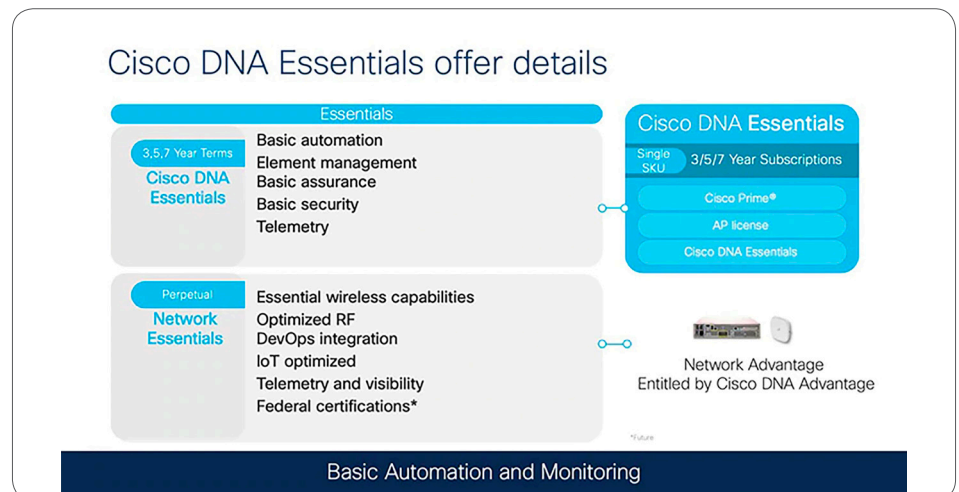 Cisco DNA Essentials offer details
Essentials
3,5,7 Year Terms
Cisco DNA
Essentials
Basic automation
Element management
Basic assurance
Basic security
Telemetry
Cisco DNA Essentials
Single
SKU
3/5/7 Year Subscriptions
Cisco Prime®
AP license
Cisco DNA Essentials
Perpetual
Network
Essentials
Essential wireless capabilities
Optimized RF
DevOps integration
IoT optimized
Telemetry and visibility
Federal certifications*
Network Advantage
Entitled by Cisco DNA Advantage
*Future
Basic Automation and Monitoring